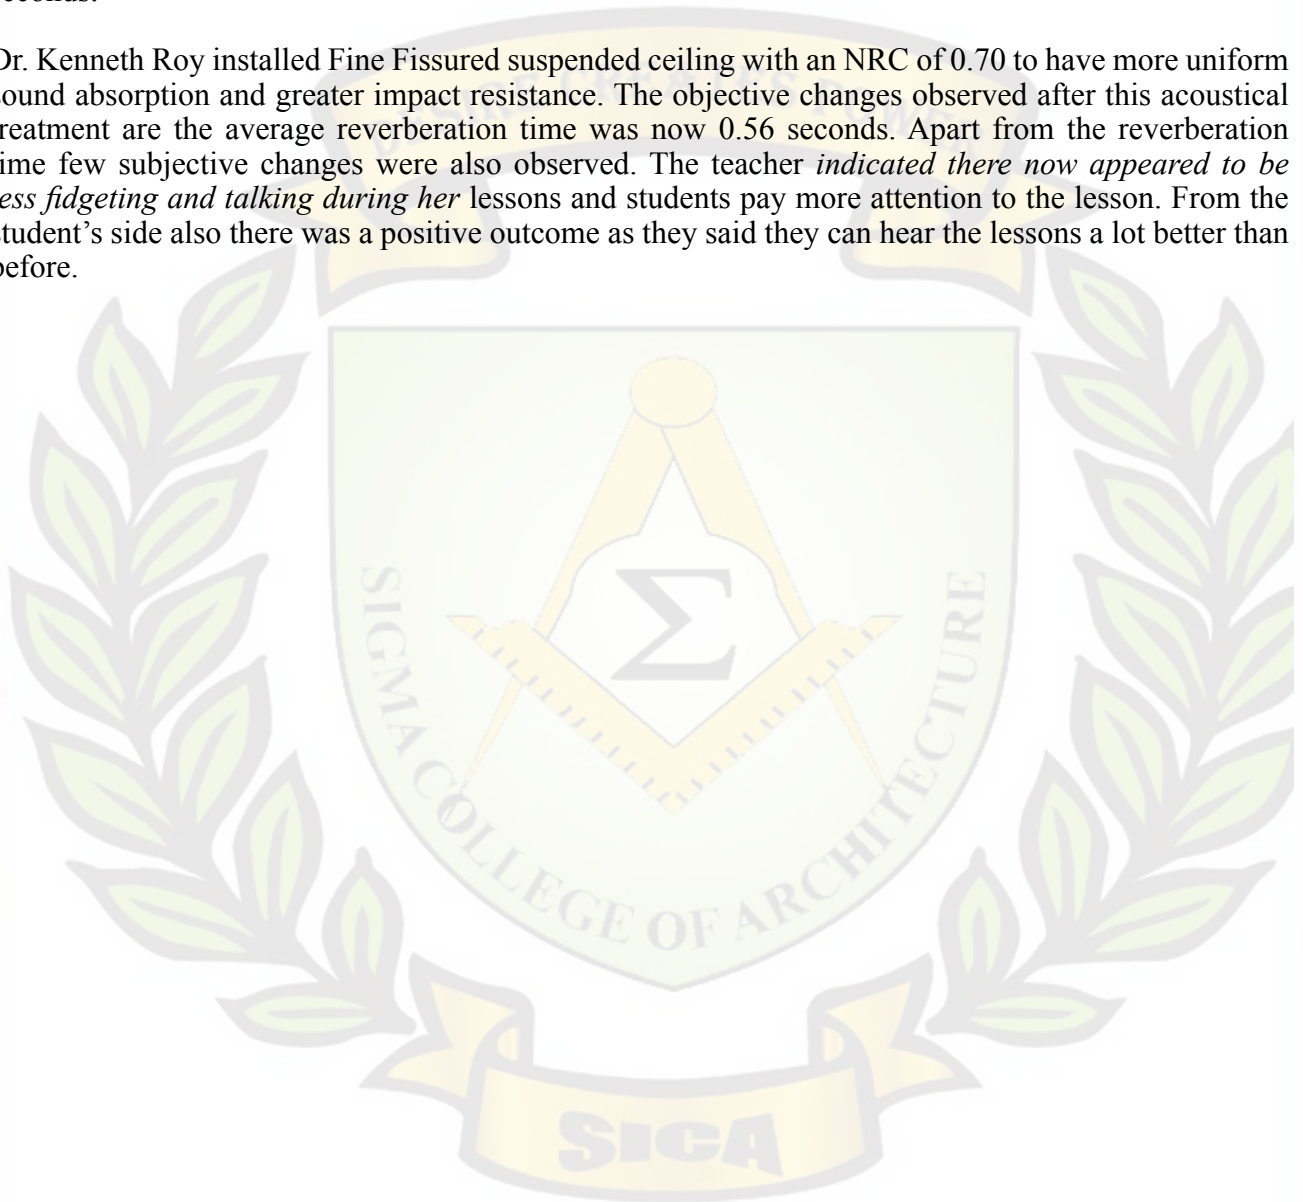 Dr. Kenneth Roy installed Fine Fissured suspended ceiling with an NRC of 0.70 to have more uniform
sound absorption and greater impact resistance. The objective changes observed after this acoustical
treatment are the average reverberation time was now 0.56 seconds. Apart from the reverberation
time few subjective changes were also observed. The teacher indicated there now appeared to be
less fidgeting and talking during her lessons and students pay more attention to the lesson. From the
student’s side also there was a positive outcome as they said they can hear the lessons a lot better than
before.
DESIRE CREATES POWER
Σ
SIGMA COLLEGE OF ARCHITECTURE
SICA